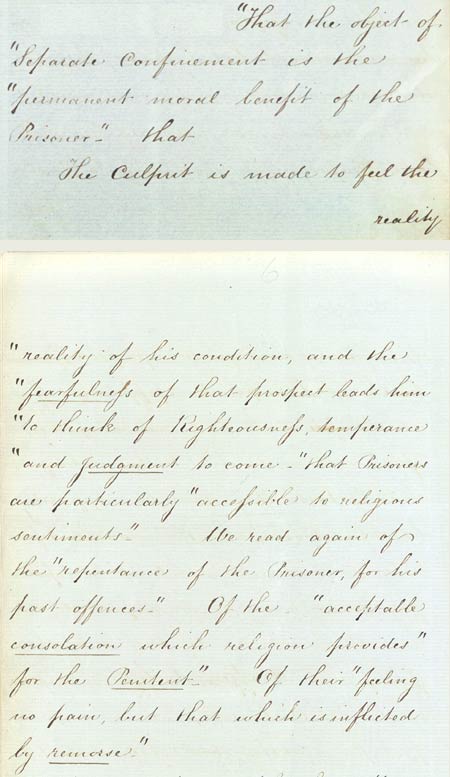 "That the object of
"Separate Confinement is the
"permanent moral benefit of the
Prisoner" that
The Culprit is made to feel the
reality
6
"reality of his condition, and the
"fearfulness of that prospect leads him
"to think of Righteousness, temperance
"and Judgment to come" "that Prisoners
are particularly "accessible to religious
sentiments" We read again of
the "repentance of the Prisoner, for his
past offences" Of the "acceptable
consolation which religion provides"
for the Penitent" Of their "feeling
no pain, but that which is inflicted
by remorse"